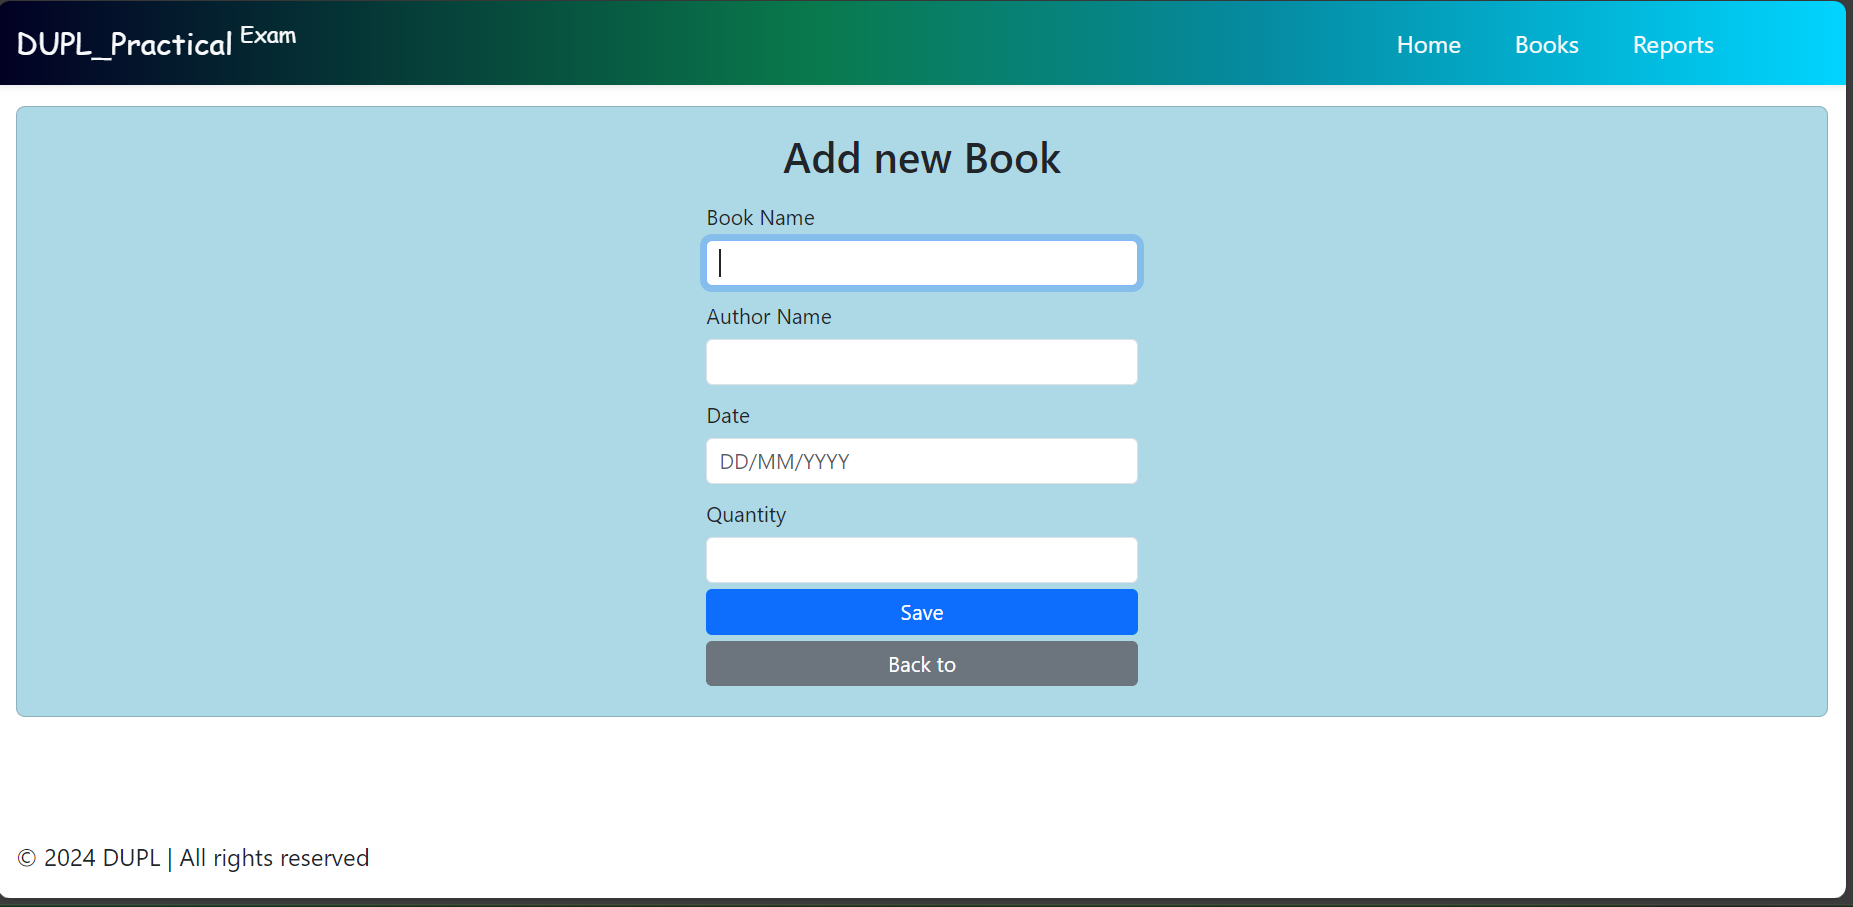 DUPL_Practical Exam
Home Books Reports
Add new Book
Book Name
Author Name
Date
DD/MM/YYYY
Quantity
Save
Back to
© 2024 DUPL | All rights reserved